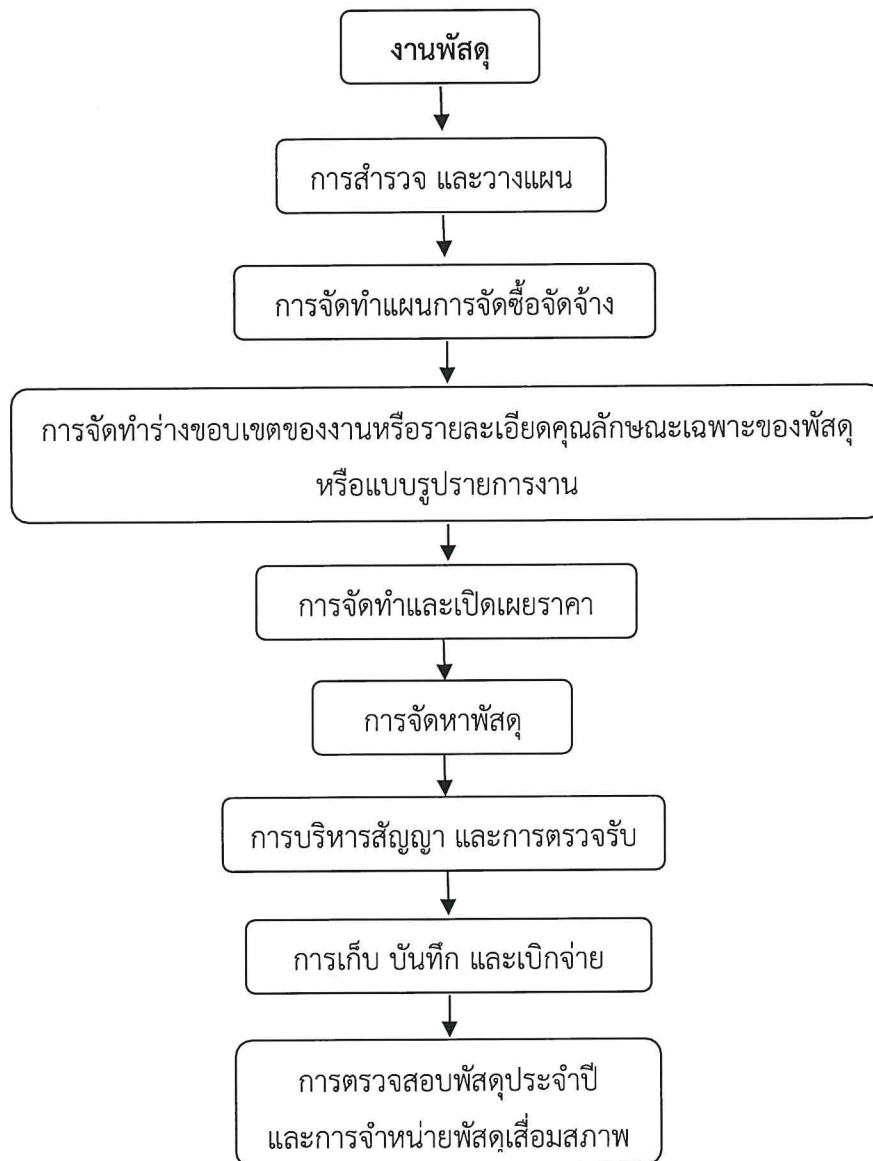 งานพัสดุ
การสำรวจ และวางแผน
การจัดทำแผนการจัดซื้อจัดจ้าง
การจัดทำร่างขอบเขตของงานหรือรายละเอียดคุณลักษณะเฉพาะของพัสดุ
หรือแบบรูปรายการงาน
การจัดทำและเปิดเผยราคา
การจัดหาพัสดุ
การบริหารสัญญา และการตรวจรับ
การเก็บ บันทึก และเบิกจ่าย
การตรวจสอบพัสดุประจำปี
และการจำหน่ายพัสดุเสื่อมสภาพ